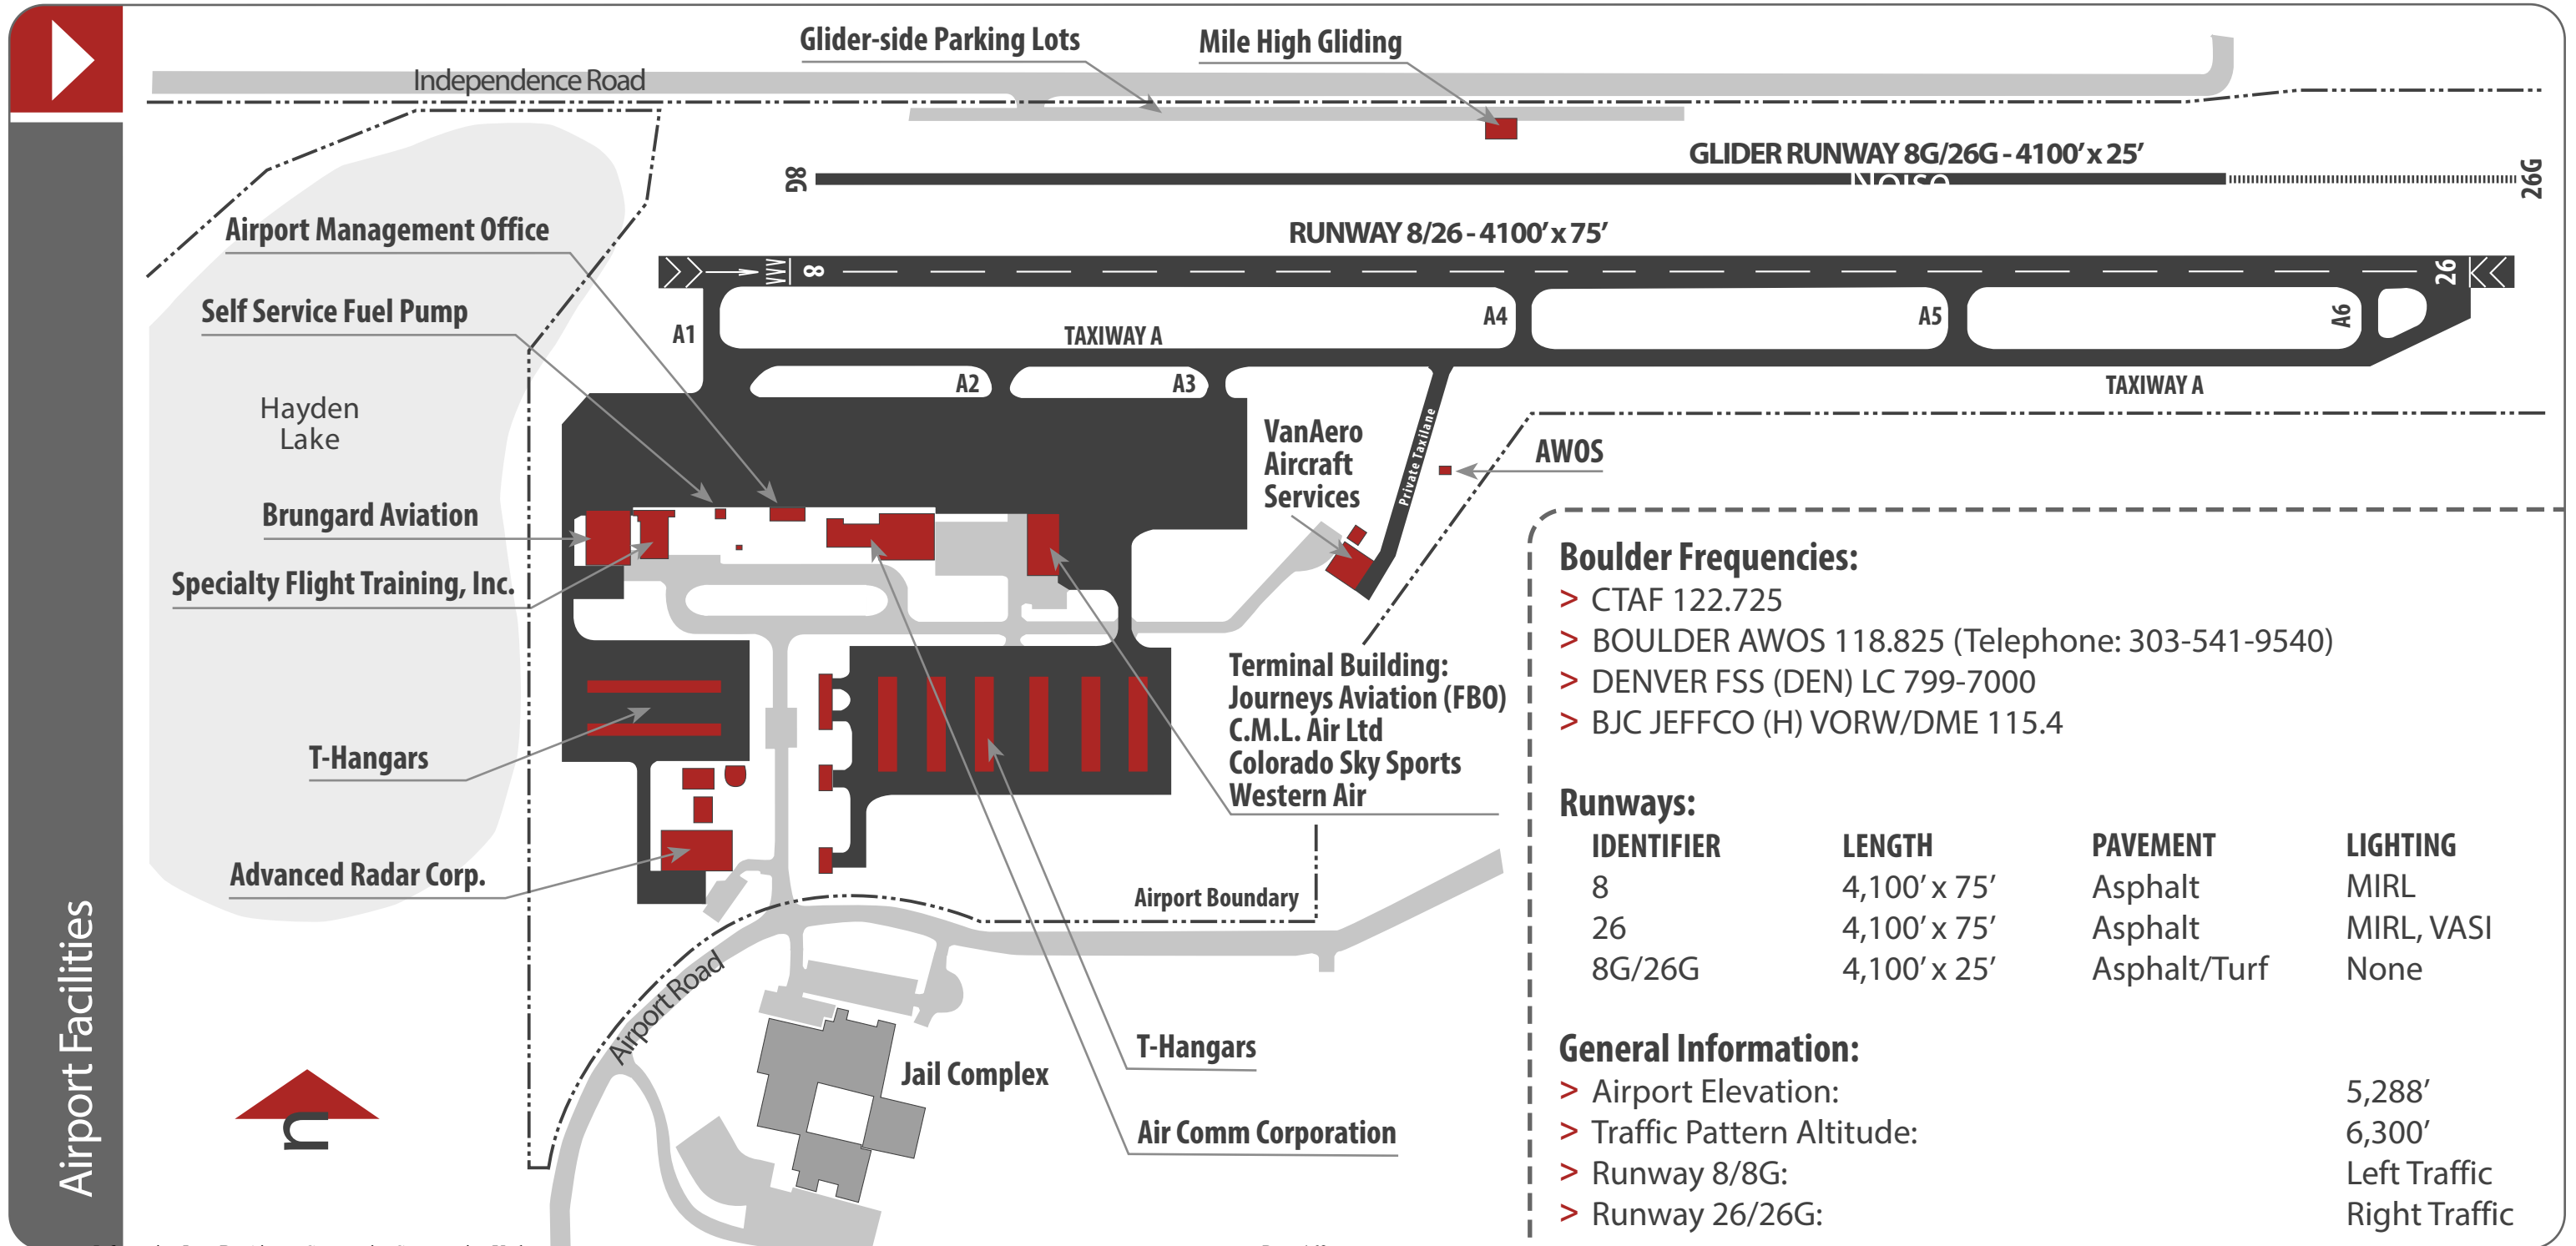 Airport Facilities
Glider-side Parking Lots
Mile High Gliding
Independence Road
GLIDER RUNWAY 8G/26G - 4100’ x 25’
8G
Noise
26G
RUNWAY 8/26 - 4100’ x 75’
8
26
Airport Management Office
Self Service Fuel Pump
A1
TAXIWAY A
A4
A5
A6
A2
A3
TAXIWAY A
Hayden
Lake
VanAero
Aircraft
Services
Private Taxilane
AWOS
Brungard Aviation
Specialty Flight Training, Inc.
T-Hangars
Advanced Radar Corp.
Terminal Building:
Journeys Aviation (FBO)
C.M.L. Air Ltd
Colorado Sky Sports
Western Air
Airport Boundary
Airport Road
Jail Complex
T-Hangars
Air Comm Corporation
n
Boulder Frequencies:
> CTAF 122.725
> BOULDER AWOS 118.825 (Telephone: 303-541-9540)
> DENVER FSS (DEN) LC 799-7000
> BJC JEFFCO (H) VORW/DME 115.4
Runways:
IDENTIFIER LENGTH PAVEMENT LIGHTING
8 4,100’ x 75’ Asphalt MIRL
26 4,100’ x 75’ Asphalt MIRL, VASI
8G/26G 4,100’ x 25’ Asphalt/Turf None
General Information:
> Airport Elevation: 5,288’
> Traffic Pattern Altitude: 6,300’
> Runway 8/8G: Left Traffic
> Runway 26/26G: Right Traffic